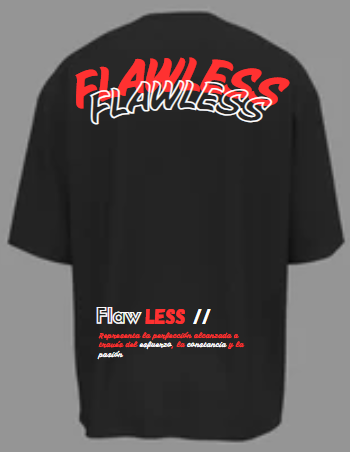 FLAWLESS
FLAWLESS
Flaw LESS //
Representa la perfección alcanzada a
través del esfuerzo, la constancia y la
pasión